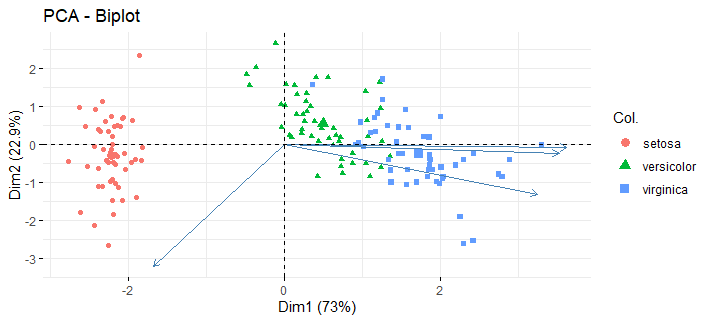 PCA - Biplot
Dim2 (22.9%)
2
1
0
-1
-2
-3
-2
0
2
Dim1 (73%)
Col.
setosa
versicolor
virginica